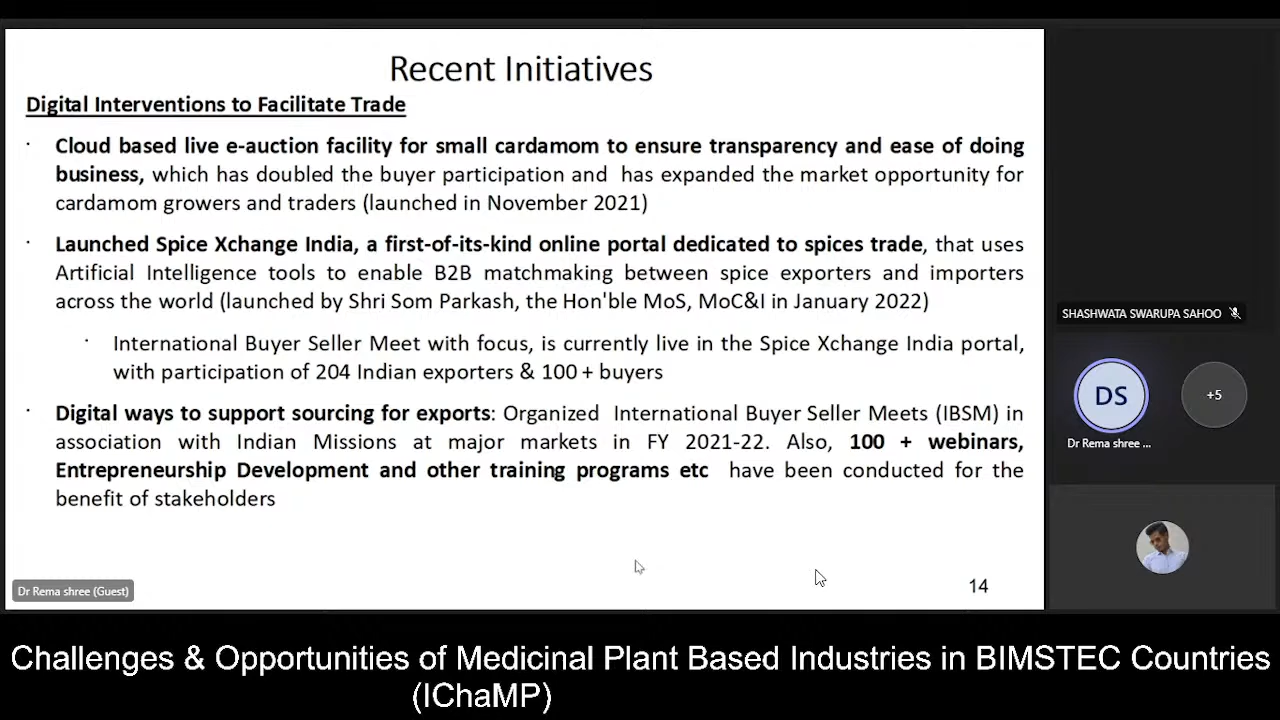 Recent Initiatives
Digital Interventions to Facilitate Trade
· Cloud based live e-auction facility for small cardamom to ensure transparency and ease of doing
business, which has doubled the buyer participation and has expanded the market opportunity for
cardamom growers and traders (launched in November 2021)
· Launched Spice Xchange India, a first-of-its-kind online portal dedicated to spices trade, that uses
Artificial Intelligence tools to enable B2B matchmaking between spice exporters and importers
across the world (launched by Shri Som Parkash, the Hon'ble MoS, MoC&I in January 2022)
· International Buyer Seller Meet with focus, is currently live in the Spice Xchange India portal,
with participation of 204 Indian exporters & 100 + buyers
· Digital ways to support sourcing for exports: Organized International Buyer Seller Meets (IBSM) in
association with Indian Missions at major markets in FY 2021-22. Also, 100 + webinars,
Entrepreneurship Development and other training programs etc have been conducted for the
benefit of stakeholders
14
Dr Rema shree (Guest)
SHASHWATA SWARUPA SAHOO
DS
+5
Dr Rema shree ...
Challenges & Opportunities of Medicinal Plant Based Industries in BIMSTEC Countries
(IChaMP)